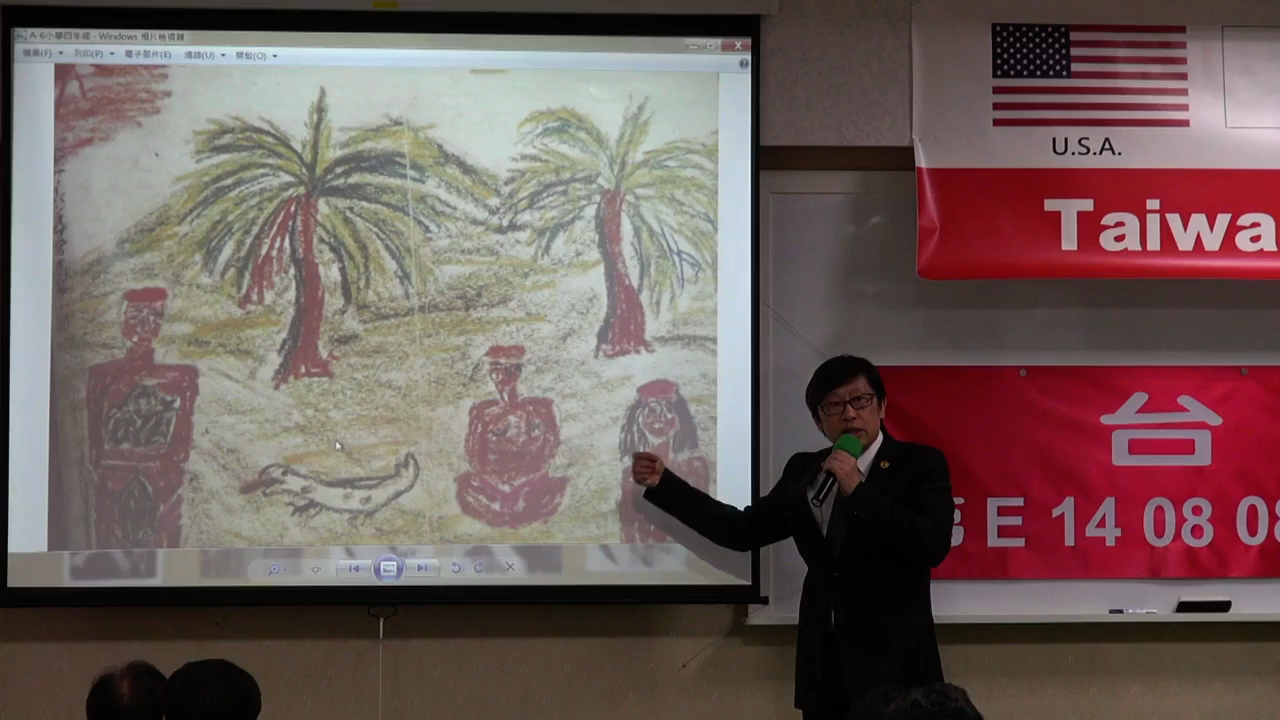 A-6小學四年級 - Windows 相片檢視器
檔案(F) 列印(P) 電子郵件(E) 燒錄(U) 開啟(O)
U.S.A.
Taiwa
台
E 14 08 08